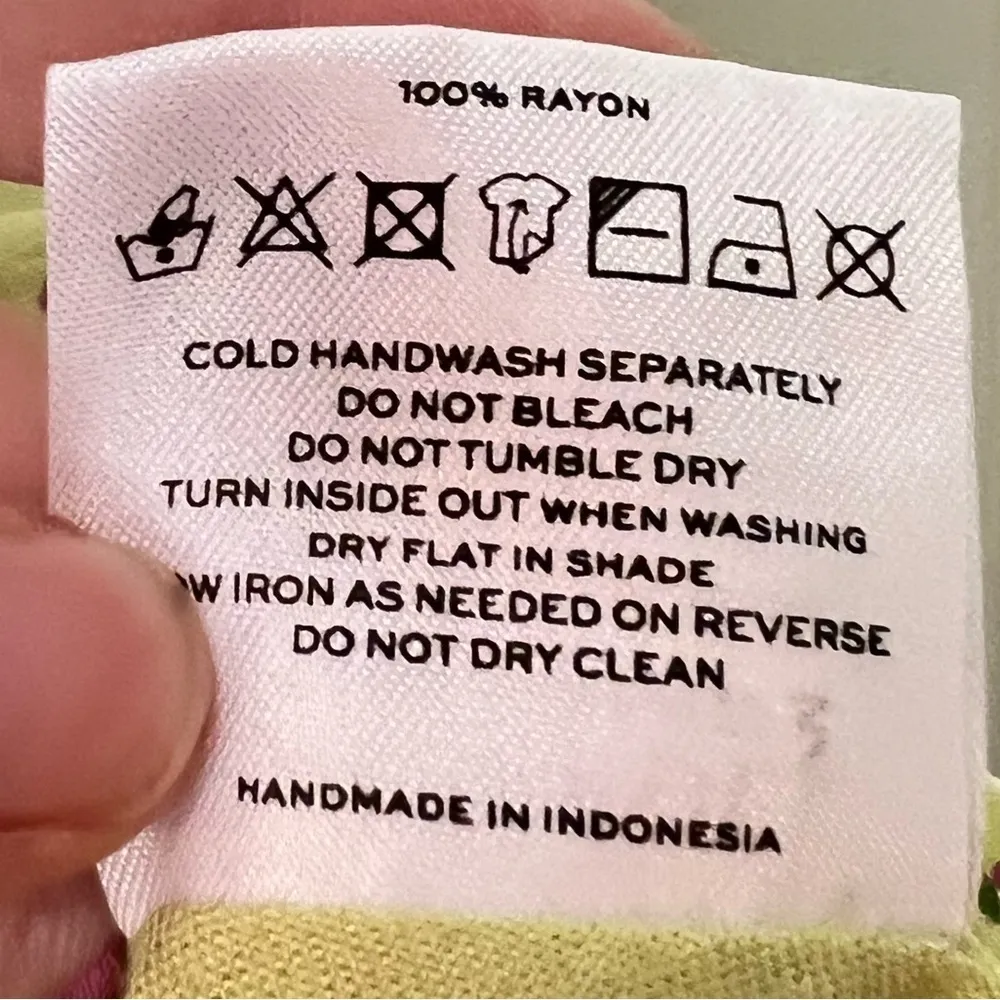 100% RAYON
COLD HANDWASH SEPARATELY
DO NOT BLEACH
DO NOT TUMBLE DRY
TURN INSIDE OUT WHEN WASHING
DRY FLAT IN SHADE
IRON AS NEEDED ON REVERSE
DO NOT DRY CLEAN
HANDMADE IN INDONESIA